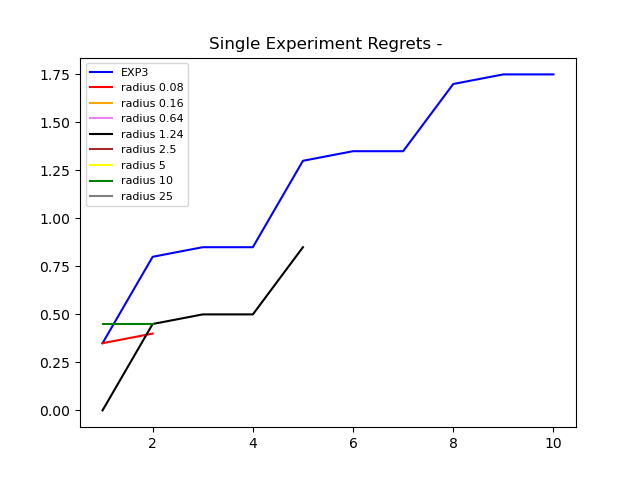 Single Experiment Regrets -
EXP3
radius 0.08
radius 0.16
radius 0.64
radius 1.24
radius 2.5
radius 5
radius 10
radius 25
1.75
1.50
1.25
1.00
0.75
0.50
0.25
0.00
2 4 6 8 10